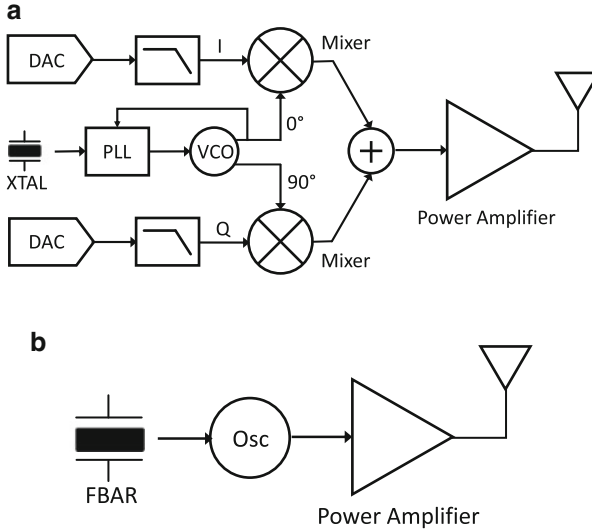 a
DAC
I
Mixer
0°
XTAL
PLL
VCO
90°
DAC
Q
Mixer
Power Amplifier
b
Osc
FBAR
Power Amplifier